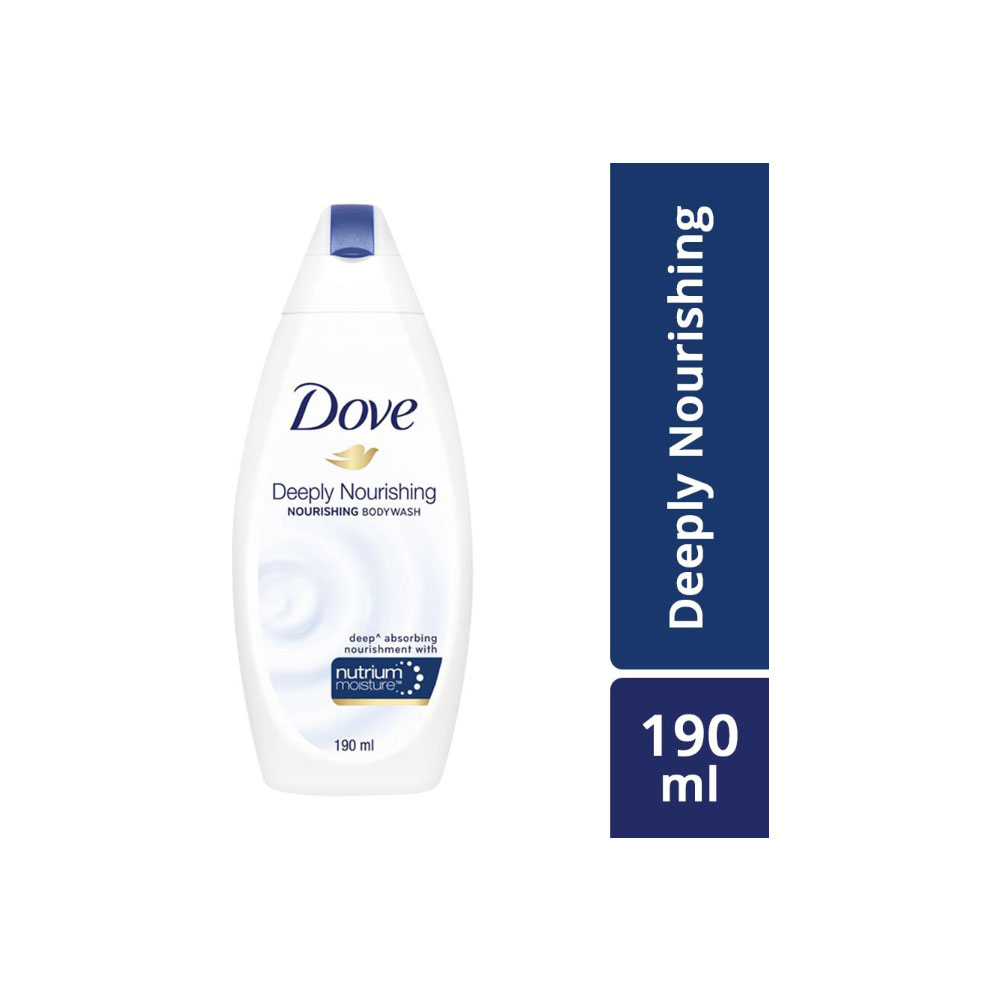 Dove
Deeply Nourishing
NOURISHING BODYWASH
deep^ absorbing
nourishment with
nutrium
moisture™
190 ml
Deeply Nourishing
190
ml